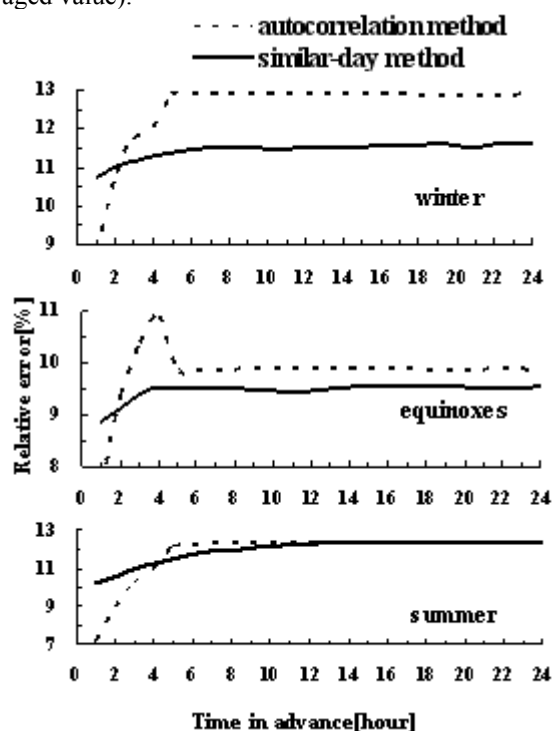 aged value).
autocorrelation method
similar-day method
13
12
11
10
9
winter
0 2 4 6 8 10 12 14 16 18 20 22 24
Relative error[%]
11
10
9
8
equinoxes
0 2 4 6 8 10 12 14 16 18 20 22 24
13
11
9
7
summer
0 2 4 6 8 10 12 14 16 18 20 22 24
Time in advance[hour]